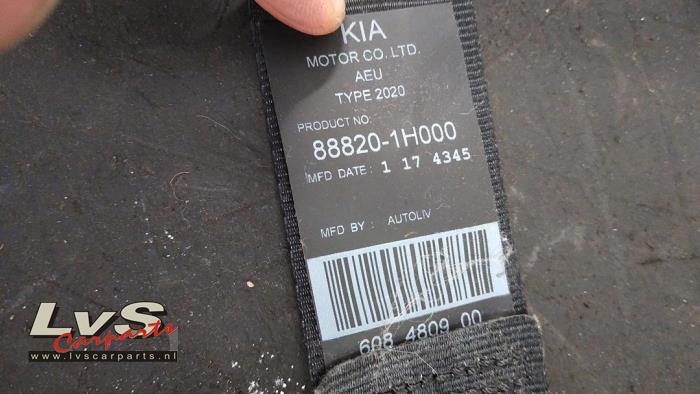 KIA
MOTOR CO. LTD.
AEU
TYPE 2020
PRODUCT NO:
88820-1H000
MFD DATE: 1 17 4345
MFD BY : AUTOLIV
608 4809 00
LvS
Carparts
www.lvscarparts.nl